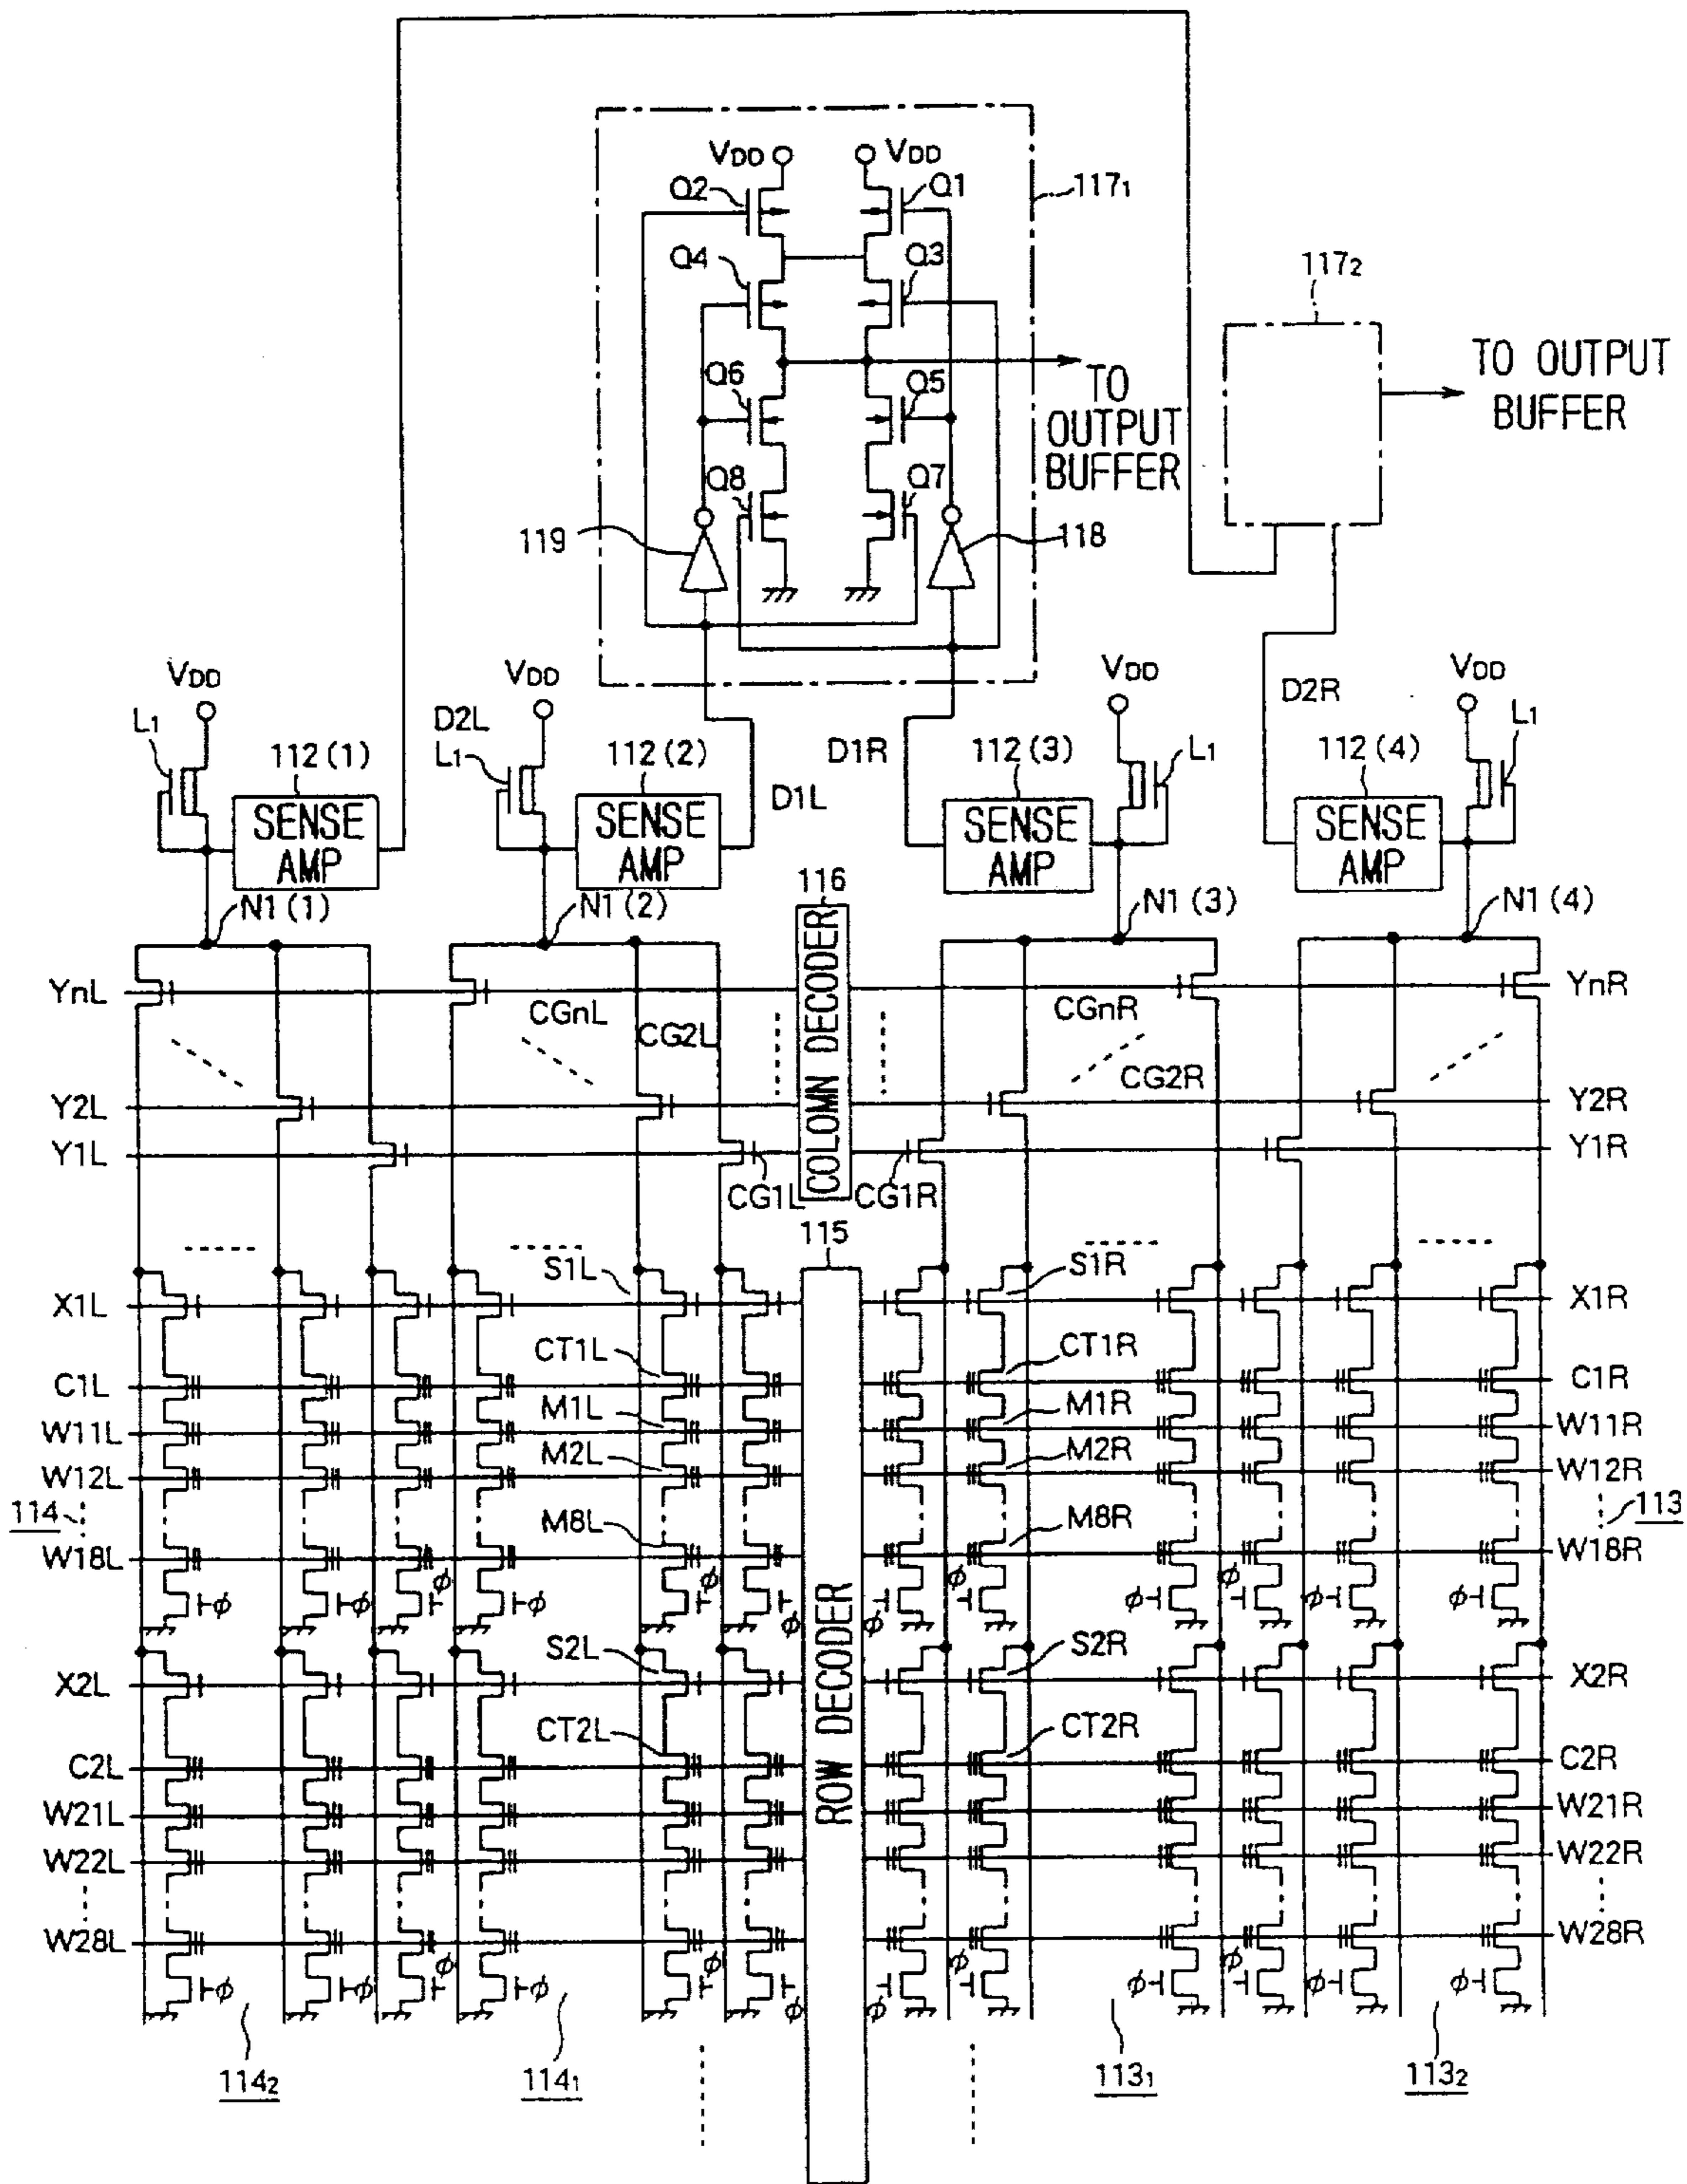 VDD VDD
Q2 Q1
117₁
Q4 Q3
117₂
TO OUTPUT
BUFFER
Q6 Q5
TO
OUTPUT
BUFFER
Q8 Q7
119 118
VDD VDD VDD VDD
D2L D2R
L1 L1 L1 L1
112(1) 112(2) D1L D1R 112(3) 112(4)
SENSE
AMP
SENSE
AMP
SENSE
AMP
SENSE
AMP
116
N1(1) N1(2) N1(3) N1(4)
COLOMN DECODER
YnL YnR
CGnL CGnR
CG2L
CG2R
Y2L Y2R
Y1L Y1R
CG1L CG1R
115
ROW DECODER
S1L S1R
X1L X1R
CT1L CT1R
C1L C1R
M1L M1R
W11L W11R
M2L M2R
W12L W12R
114 113
M8L M8R
W18L W18R
ϕ ϕ ϕ ϕ
ϕ ϕ ϕ ϕ ϕ ϕ ϕ ϕ
S2L S2R
X2L X2R
CT2L CT2R
C2L C2R
W21L W21R
W22L W22R
W28L W28R
ϕ ϕ ϕ ϕ
ϕ ϕ ϕ ϕ ϕ ϕ ϕ ϕ
114₂ 114₁ 113₁ 113₂